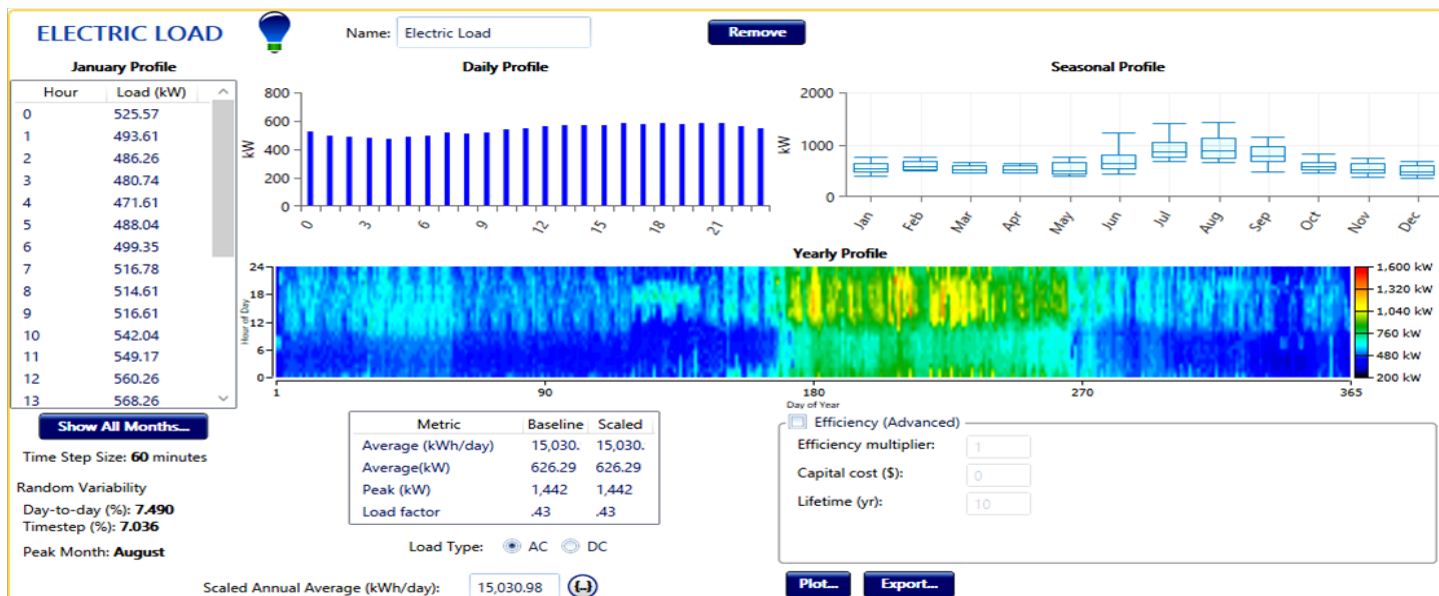 ELECTRIC LOAD
Name: Electric Load
Remove
January Profile
Hour Load (kW)
0 525.57
1 493.61
2 486.26
3 480.74
4 471.61
5 488.04
6 499.35
7 516.78
8 514.61
9 516.61
10 542.04
11 549.17
12 560.26
13 568.26
Show All Months...
Time Step Size: 60 minutes
Random Variability
Day-to-day (%): 7.490
Timestep (%): 7.036
Peak Month: August
Daily Profile
kW
800
600
400
200
0
0 3 6 9 12 15 18 21
Seasonal Profile
kW
2000
1000
0
Jan Feb Mar Apr May Jun Jul Aug Sep Oct Nov Dec
Yearly Profile
Hour of Day
24
18
12
6
0
1 90 180 270 365
Day of Year
1,600 kW
1,320 kW
1,040 kW
760 kW
480 kW
200 kW
Metric Baseline Scaled
Average (kWh/day) 15,030. 15,030.
Average(kW) 626.29 626.29
Peak (kW) 1,442 1,442
Load factor .43 .43
Load Type: AC DC
Scaled Annual Average (kWh/day): 15,030.98 {..}
Efficiency (Advanced)
Efficiency multiplier: 1
Capital cost ($): 0
Lifetime (yr): 10
Plot... Export...